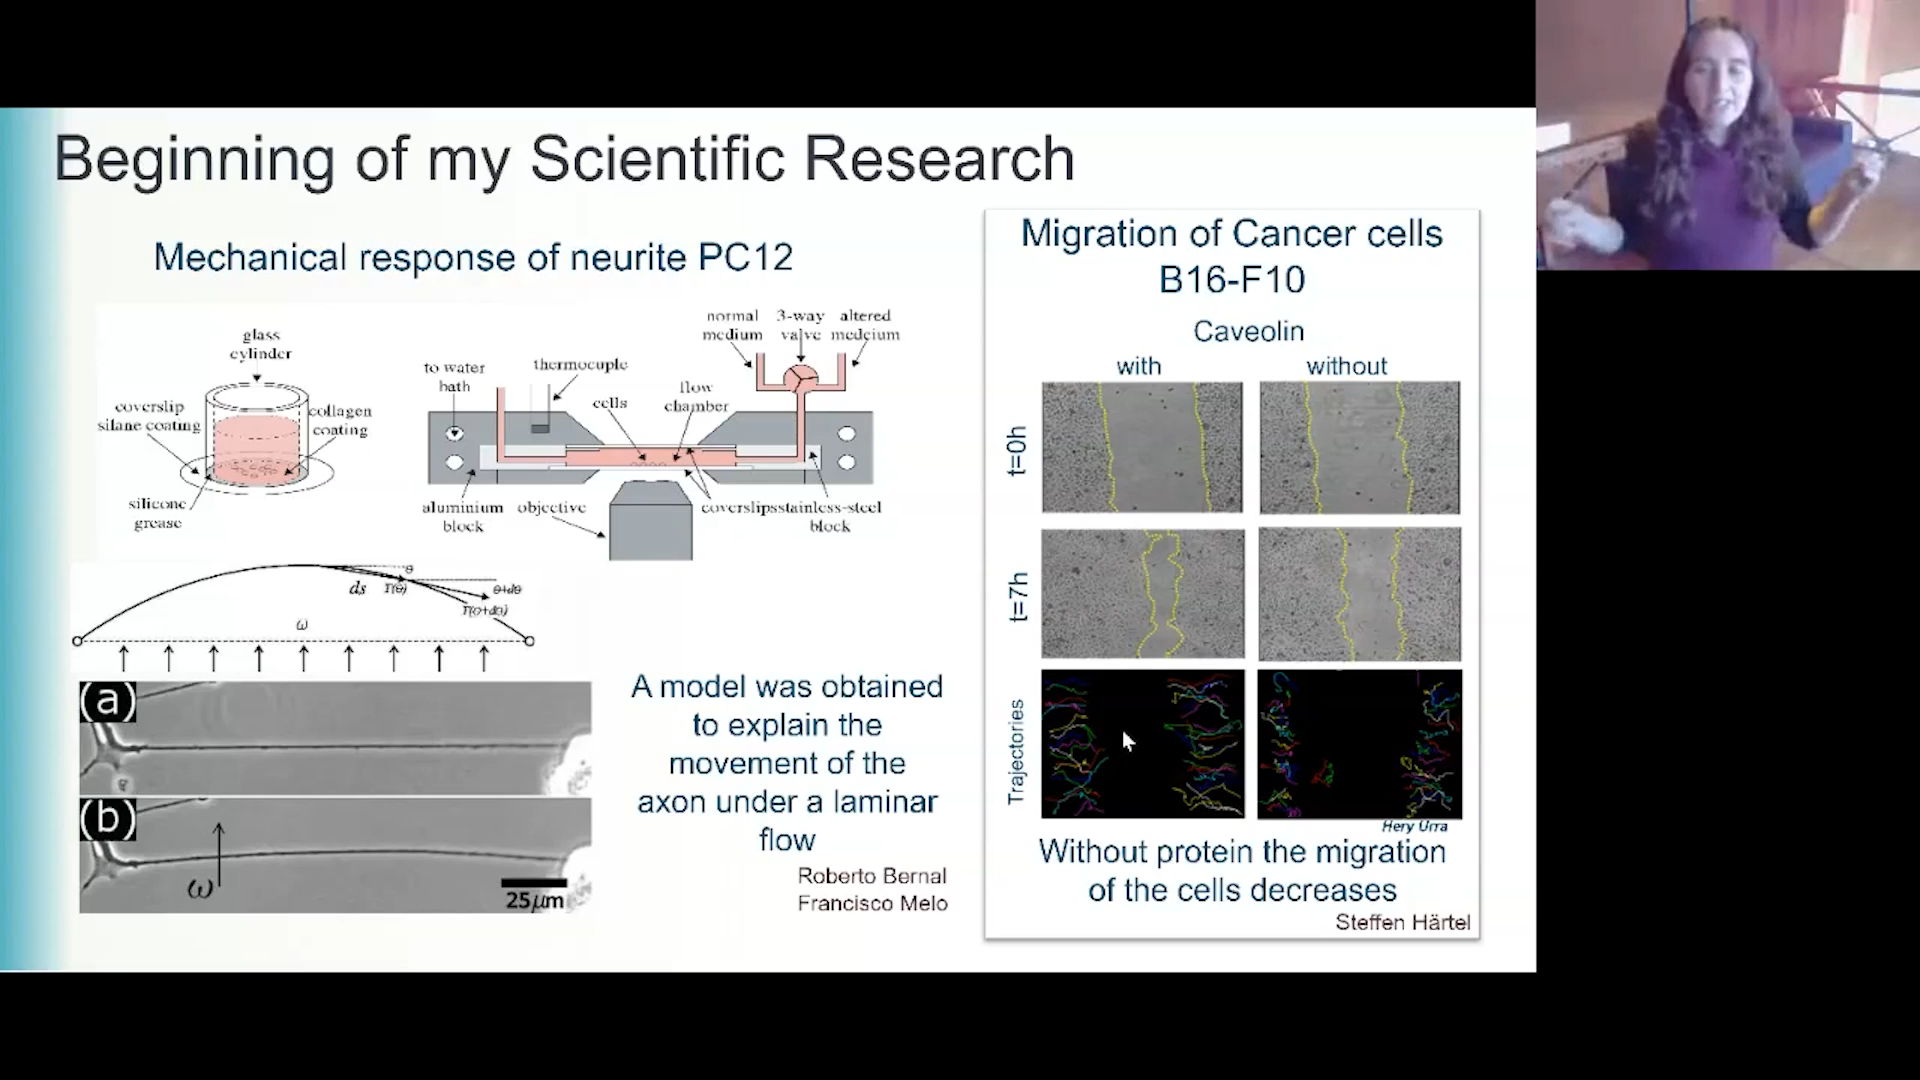 Beginning of my Scientific Research
Mechanical response of neurite PC12
glass
cylinder
coverslip
silane coating
collagen
coating
silicone
grease
to water
bath
thermocuple
cells
flow
chamber
normal
medium
3-way
valve
altered
medcium
aluminium
block
objective
coverslips
stainless-steel
block
θ
ds
T(θ)
θ+dθ
T(θ+dθ)
ω
(a)
(b)
ω
25μm
A model was obtained
to explain the
movement of the
axon under a laminar
flow
Roberto Bernal
Francisco Melo
Migration of Cancer cells
B16-F10
Caveolin
with without
t=0h
t=7h
Trajectories
Hery Urra
Without protein the migration
of the cells decreases
Steffen Härtel